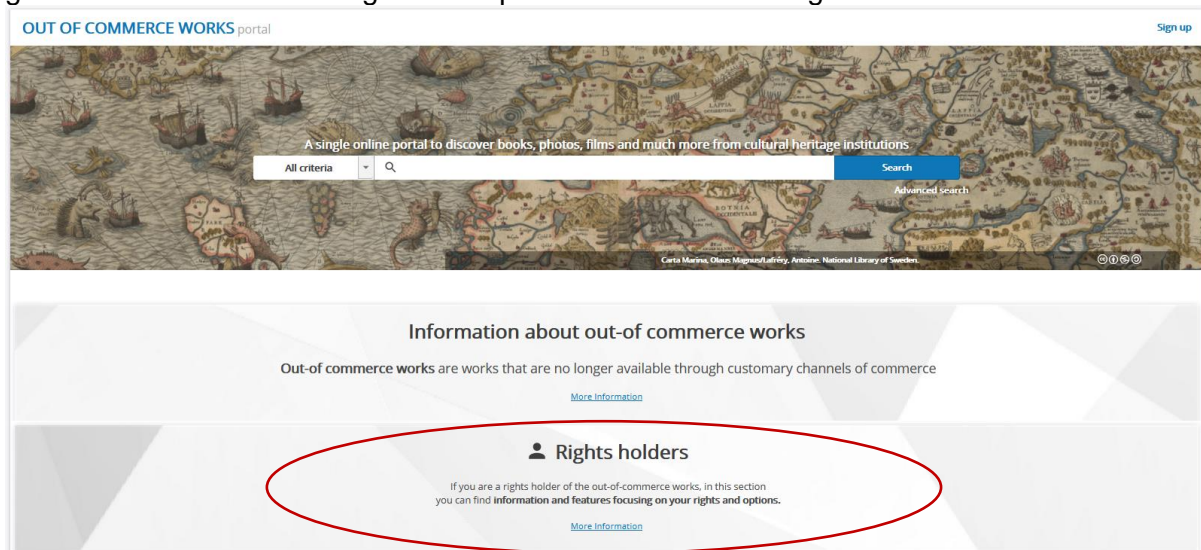 OUT OF COMMERCE WORKS portal
Sign up
A single online portal to discover books, photos, films and much more from cultural heritage institutions
All criteria
Search
Advanced search
Carta Marina, Olaus Magnus/Lafréry, Antoine. National Library of Sweden.
Information about out-of commerce works
Out-of commerce works are works that are no longer available through customary channels of commerce
More Information
Rights holders
If you are a rights holder of the out-of-commerce works, in this section
you can find information and features focusing on your rights and options.
More Information